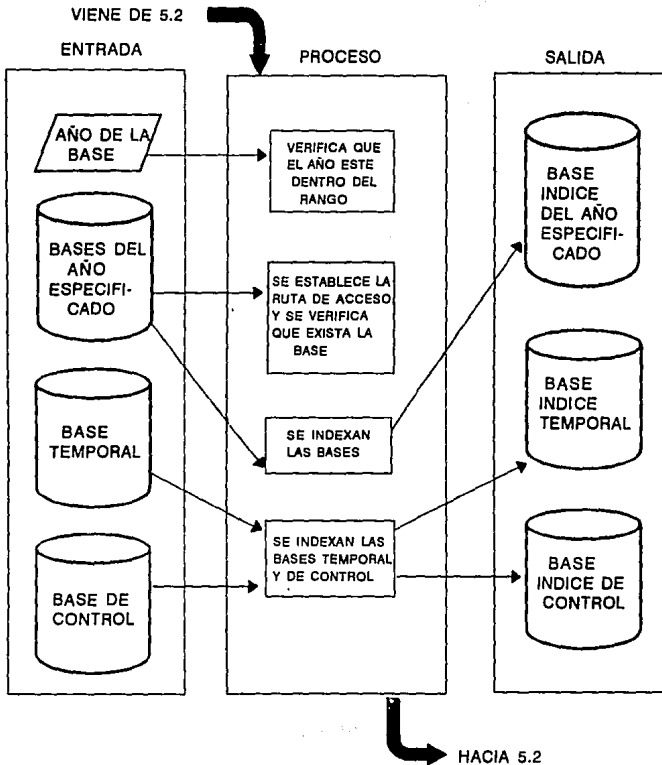 VIENE DE 5.2
ENTRADA
PROCESO
SALIDA
AÑO DE LA
BASE
BASES DEL
AÑO
ESPECIFI-
CADO
BASE
TEMPORAL
BASE DE
CONTROL
VERIFICA QUE
EL AÑO ESTE
DENTRO DEL
RANGO
SE ESTABLECE LA
RUTA DE ACCESO
Y SE VERIFICA
QUE EXISTA LA
BASE
SE INDEXAN
LAS BASES
SE INDEXAN LAS
BASES TEMPORAL
Y DE CONTROL
BASE
INDICE
DEL AÑO
ESPECIFI-
CADO
BASE
INDICE
TEMPORAL
BASE
INDICE DE
CONTROL
HACIA 5.2